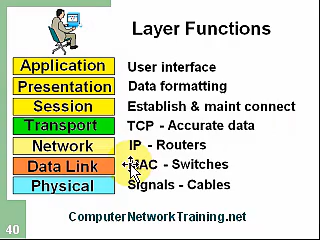 Layer Functions
Application User interface
Presentation Data formatting
Session Establish & maint connect
Transport TCP - Accurate data
Network IP - Routers
Data Link MAC - Switches
Physical Signals - Cables
ComputerNetworkTraining.net
40